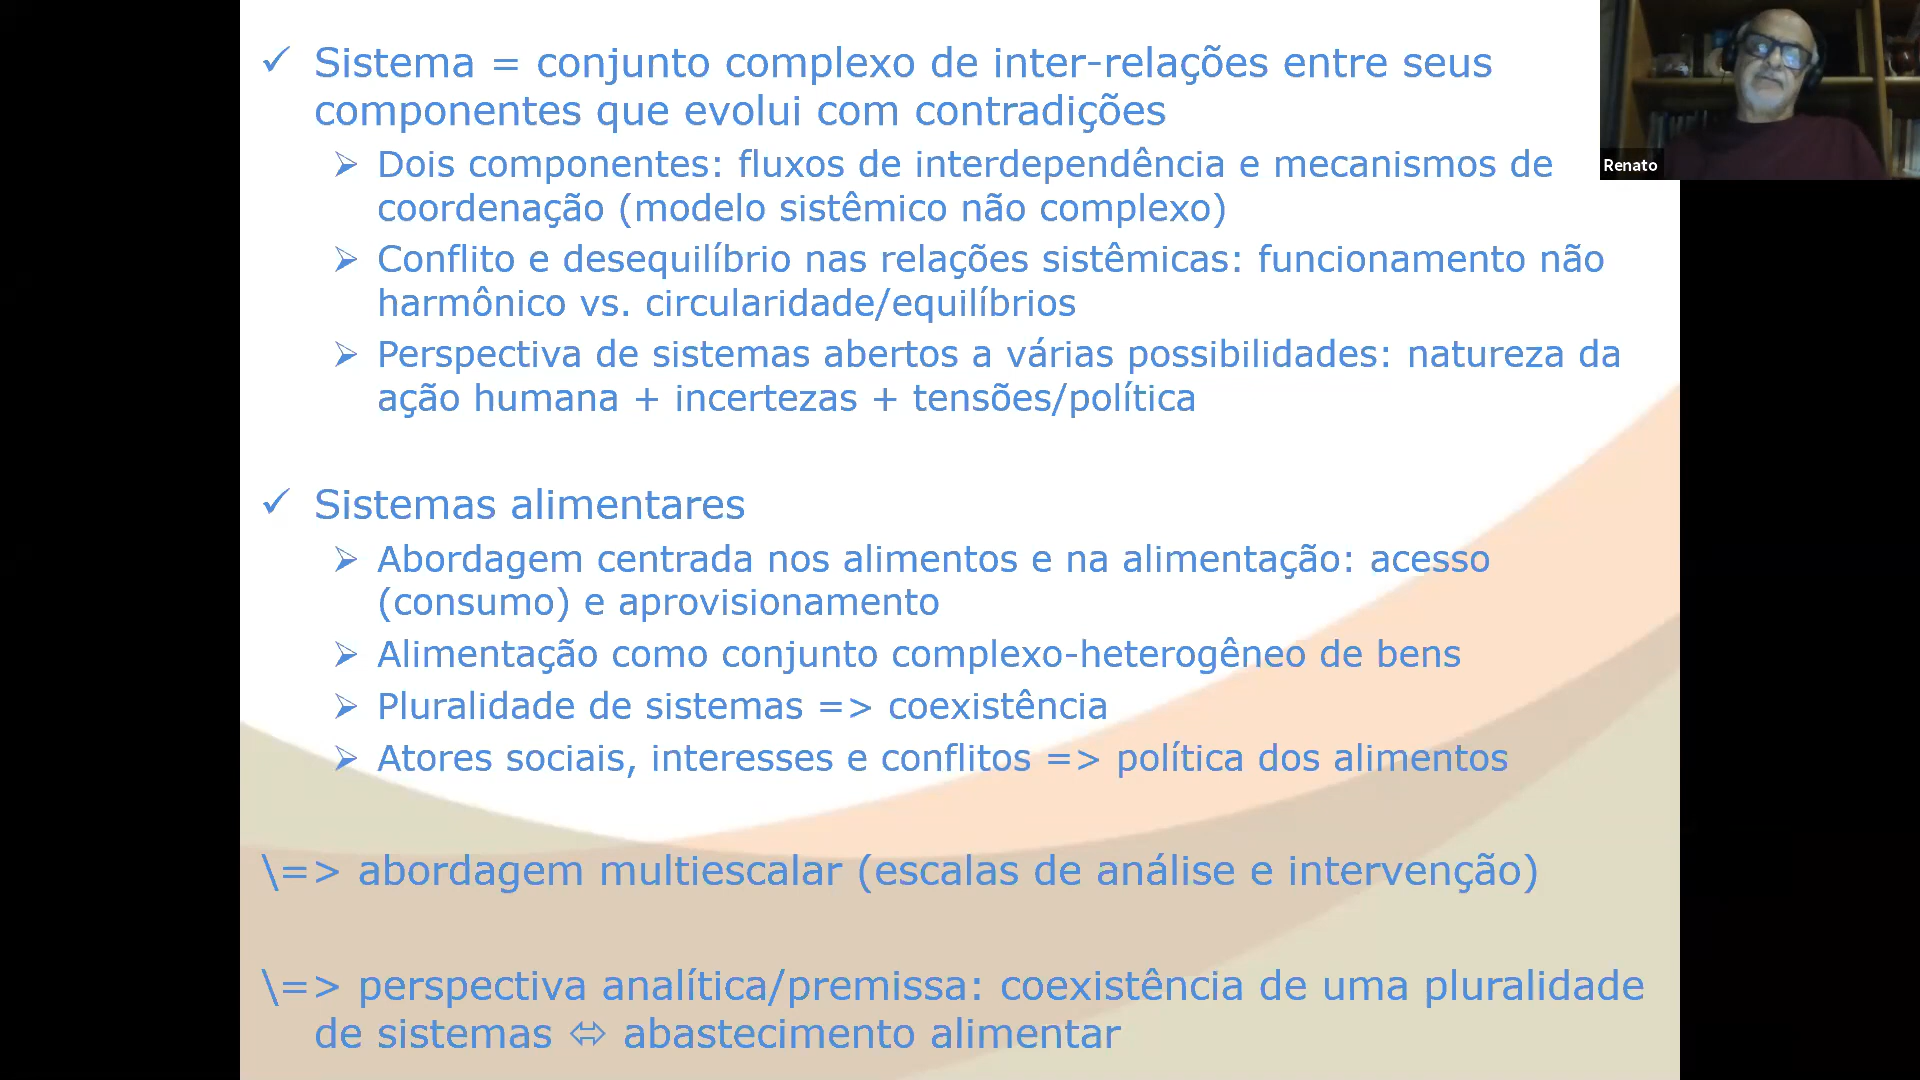 ✓ Sistema = conjunto complexo de inter-relações entre seus
componentes que evolui com contradições
➢ Dois componentes: fluxos de interdependência e mecanismos de
coordenação (modelo sistêmico não complexo)
➢ Conflito e desequilíbrio nas relações sistêmicas: funcionamento não
harmônico vs. circularidade/equilíbrios
➢ Perspectiva de sistemas abertos a várias possibilidades: natureza da
ação humana + incertezas + tensões/política
✓ Sistemas alimentares
➢ Abordagem centrada nos alimentos e na alimentação: acesso
(consumo) e aprovisionamento
➢ Alimentação como conjunto complexo-heterogêneo de bens
➢ Pluralidade de sistemas => coexistência
➢ Atores sociais, interesses e conflitos => política dos alimentos
\=> abordagem multiescalar (escalas de análise e intervenção)
\=> perspectiva analítica/premissa: coexistência de uma pluralidade
de sistemas ⬄ abastecimento alimentar
Renato